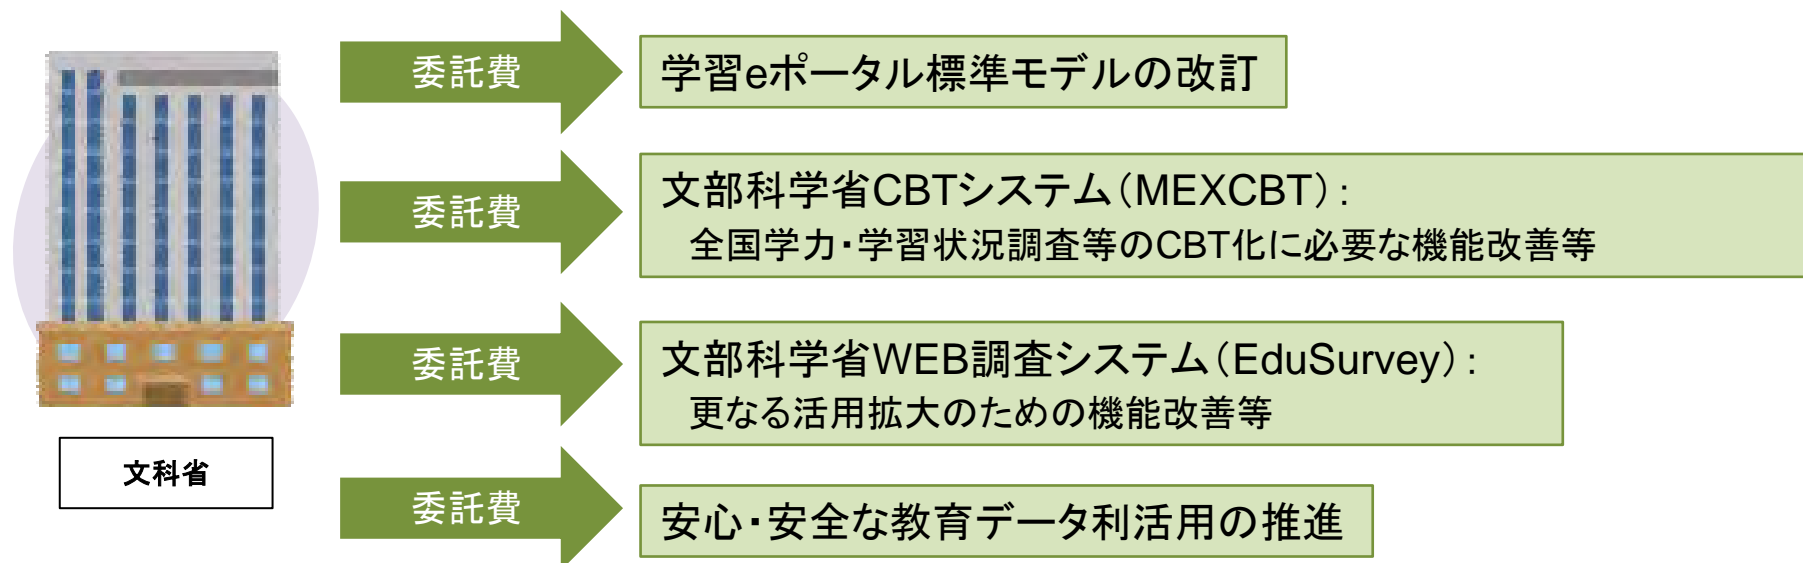 委託費
学習eポータル標準モデルの改訂
委託費
文部科学省CBTシステム（MEXCBT）：
全国学力・学習状況調査等のCBT化に必要な機能改善等
委託費
文部科学省WEB調査システム（EduSurvey）：
更なる活用拡大のための機能改善等
文科省
委託費
安心・安全な教育データ利活用の推進